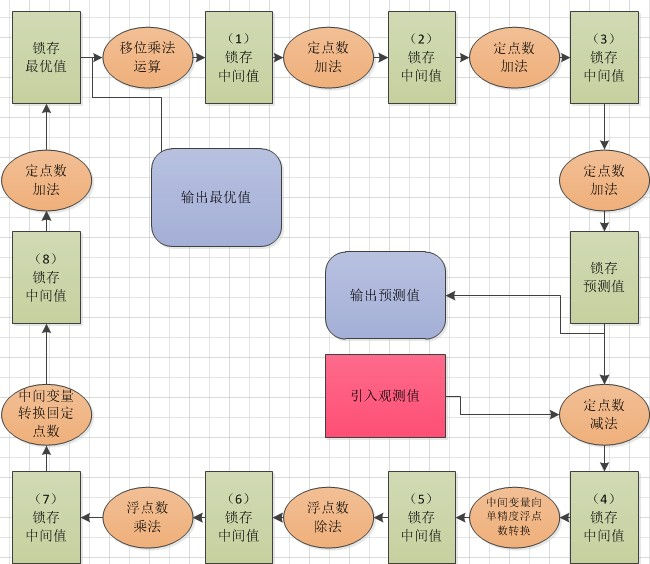 锁存
最优值
移位乘法
运算
（1）
锁存
中间值
定点数
加法
（2）
锁存
中间值
定点数
加法
（3）
锁存
中间值
定点数
加法
输出最优值
定点数
加法
（8）
锁存
中间值
输出预测值
锁存
预测值
引入观测值
中间变量
转换回定
点数
定点数
减法
（7）
锁存
中间值
浮点数
乘法
（6）
锁存
中间值
浮点数
除法
（5）
锁存
中间值
中间变量向
单精度浮点
数转换
（4）
锁存
中间值